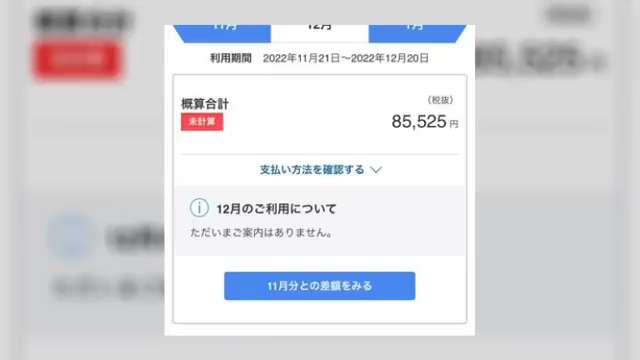 11月 12月 1月
利用期間 2022年11月21日〜2022年12月20日
(税抜)
概算合計
未計算
85,525 円
支払い方法を確認する
12月のご利用について
ただいまご案内はありません。
11月分との差額をみる